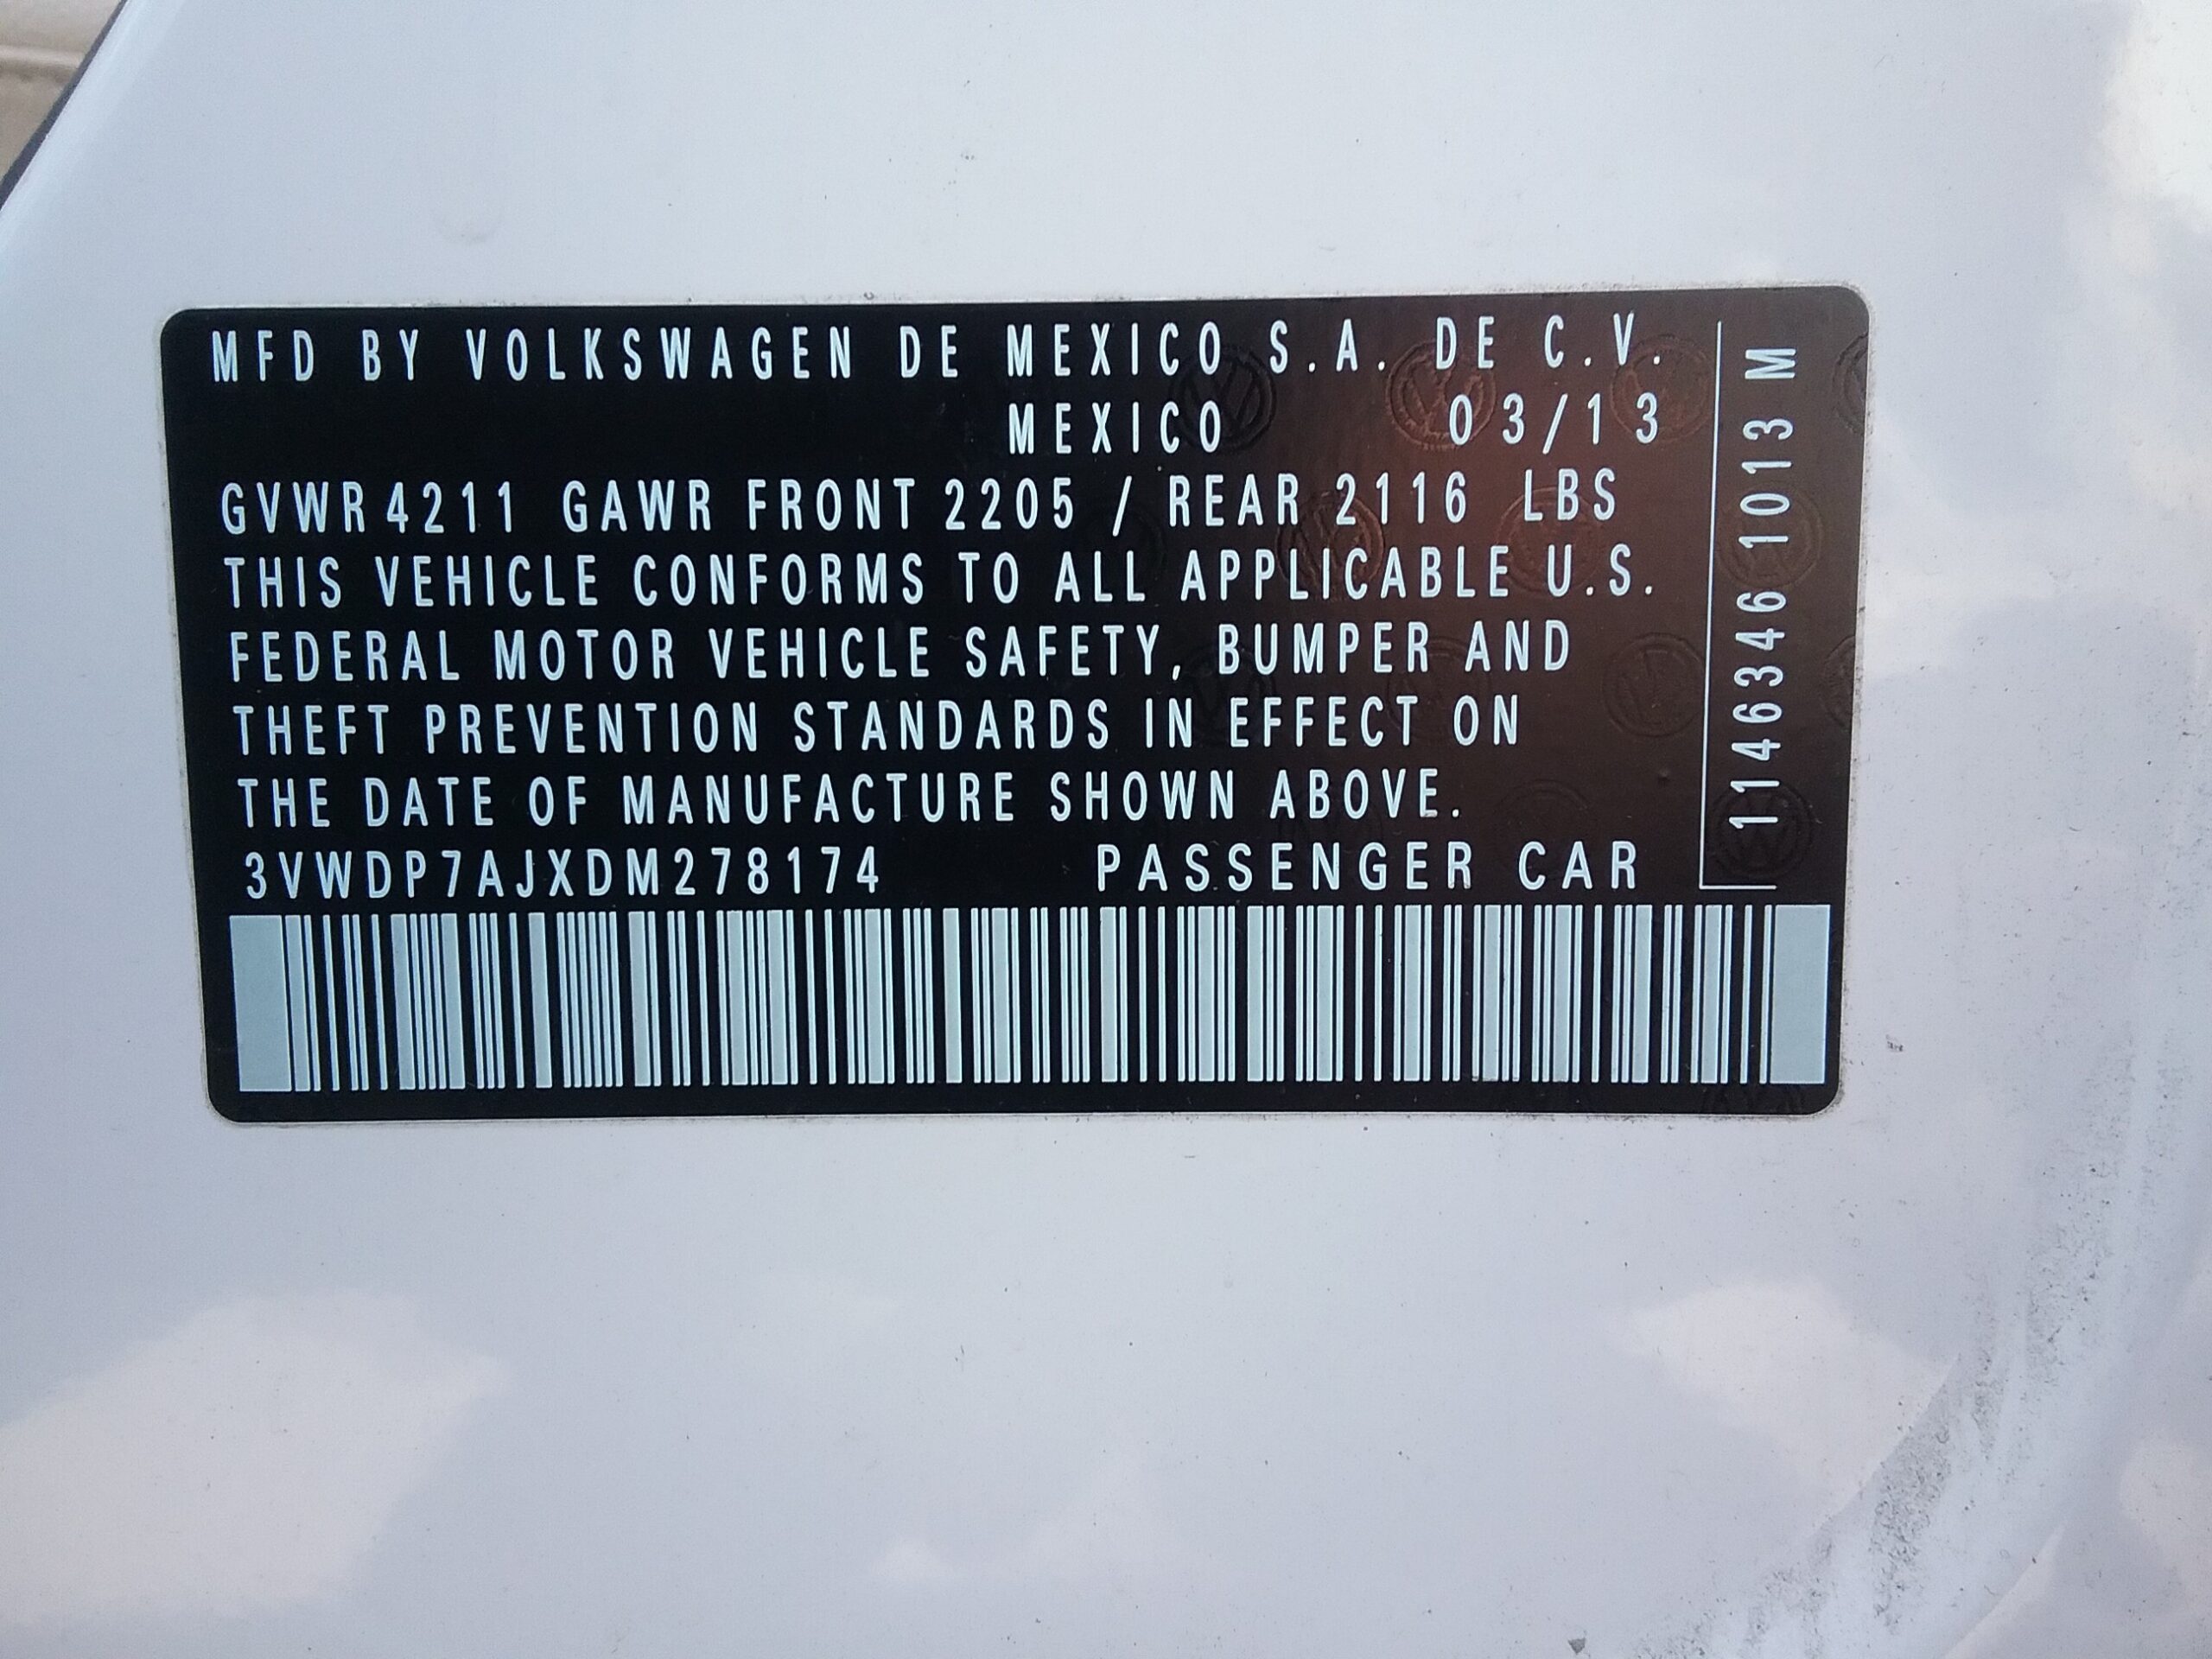 MFD BY VOLKSWAGEN DE MEXICO S.A. DE C.V.
MEXICO 03/13
GVWR 4211 GAWR FRONT 2205 / REAR 2116 LBS
THIS VEHICLE CONFORMS TO ALL APPLICABLE U.S.
FEDERAL MOTOR VEHICLE SAFETY, BUMPER AND
THEFT PREVENTION STANDARDS IN EFFECT ON
THE DATE OF MANUFACTURE SHOWN ABOVE.
3VWDP7AJXDM278174 PASSENGER CAR
11463461013 M